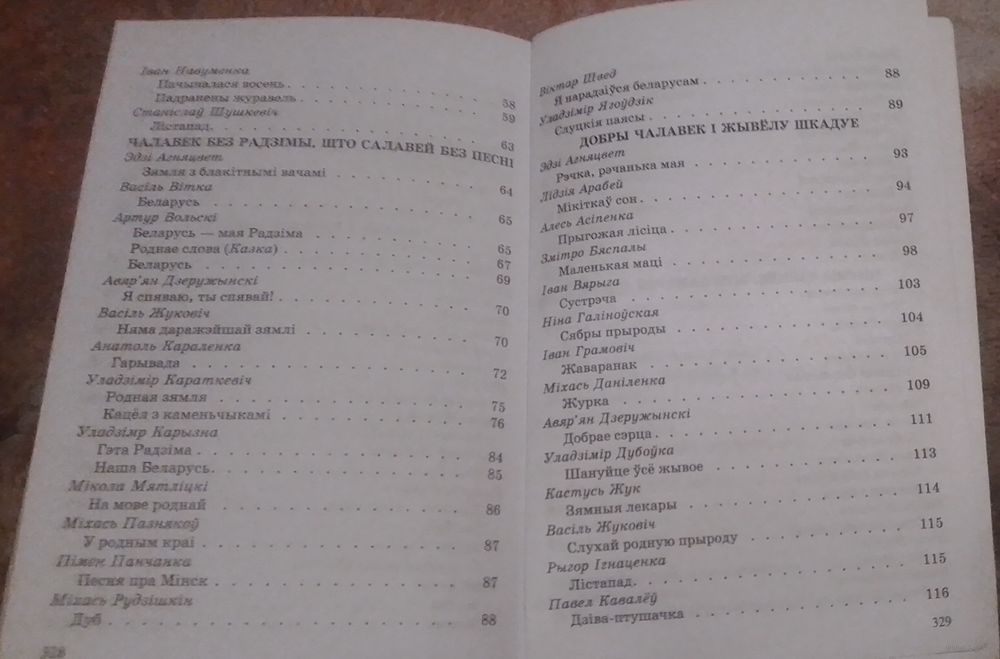 Іван Навуменка
Пачыналася восень . . . . . . . . . . 58
Падранены журавель . . . . . . . . . . 59
Станіслаў Шушкевіч
Лістапад. . . . . . . . . . . 63
ЧАЛАВЕК БЕЗ РАДЗІМЫ, ШТО САЛАВЕЙ БЕЗ ПЕСНІ
Эдзі Агняцвет
Зямля з блакітнымі вачамі . . . . . . . . . . 64
Васіль Вітка
Беларусь . . . . . . . . . . 65
Артур Вольскі
Беларусь — мая Радзіма . . . . . . . . . . 65
Роднае слова (Казка) . . . . . . . . . . 67
Беларусь . . . . . . . . . . 69
Авяр’ян Дзеружынскі
Я спяваю, ты спявай! . . . . . . . . . . 70
Васіль Жуковіч
Няма даражэйшай зямлі . . . . . . . . . . 70
Анатоль Караленка
Гарывада . . . . . . . . . . 72
Уладзімір Караткевіч
Родная зямля . . . . . . . . . . 75
Кацёл з каменьчыкамі . . . . . . . . . . 76
Уладзімр Карызна
Гэта Радзіма . . . . . . . . . . 84
Наша Беларусь. . . . . . . . . . . 85
Мікола Мятліцкі
На мове роднай . . . . . . . . . . 86
Міхась Пазнякоў
У родным краі . . . . . . . . . . 87
Пімен Панчанка
Песня пра Мінск . . . . . . . . . . 87
Міхась Рудзішкін
Дуб . . . . . . . . . . 88
328
Віктар Швед
Я нарадзіўся беларусам . . . . . . . . . . 88
Уладзімір Ягоўдзік
Слуцкія паясы . . . . . . . . . . 89
ДОБРЫ ЧАЛАВЕК І ЖЫВЁЛУ ШКАДУЕ
Эдзі Агняцвет
Рэчка, рэчанька мая . . . . . . . . . . 93
Лідзія Арабей
Мікіткаў сон . . . . . . . . . . 94
Алесь Асіпенка
Прыгожая лісіца . . . . . . . . . . 97
Змітро Бяспалы
Маленькая маці . . . . . . . . . . 98
Іван Вярыга
Сустрэча . . . . . . . . . . 103
Ніна Галіноўская
Сябры прыроды . . . . . . . . . . 104
Іван Грамовіч
Жаваранак . . . . . . . . . . 105
Міхась Даніленка
Журка . . . . . . . . . . 109
Авяр’ян Дзеружынскі
Добрае сэрца. . . . . . . . . . . 111
Уладзімір Дубоўка
Шануйце ўсё жывое . . . . . . . . . . 113
Кастусь Жук
Зямныя лекары . . . . . . . . . . 114
Васіль Жуковіч
Слухай родную прыроду . . . . . . . . . . 115
Рыгор Ігнаценка
Лістапад. . . . . . . . . . . 115
Павел Кавалёў
Дзіва-птушачка . . . . . . . . . . 116
329